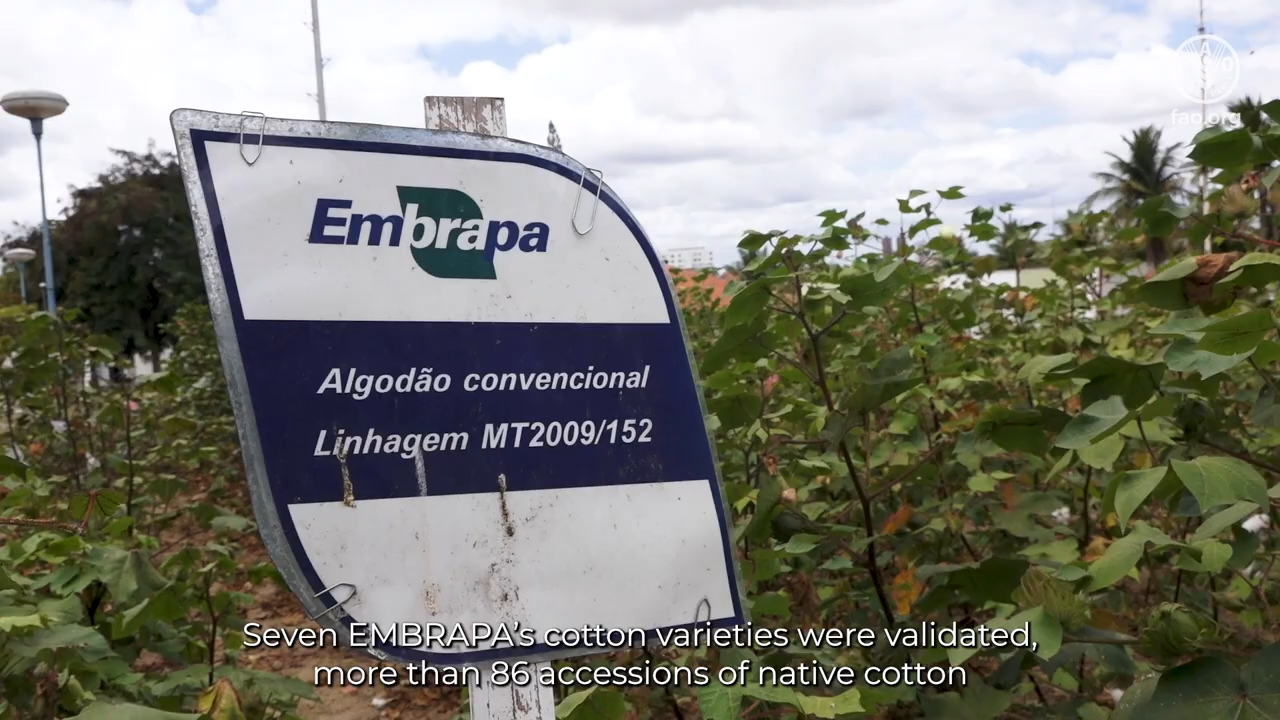 FAO
fao.org
Embrapa
Algodão convencional
Linhagem MT2009/152
Seven EMBRAPA's cotton varieties were validated,
more than 86 accessions of native cotton